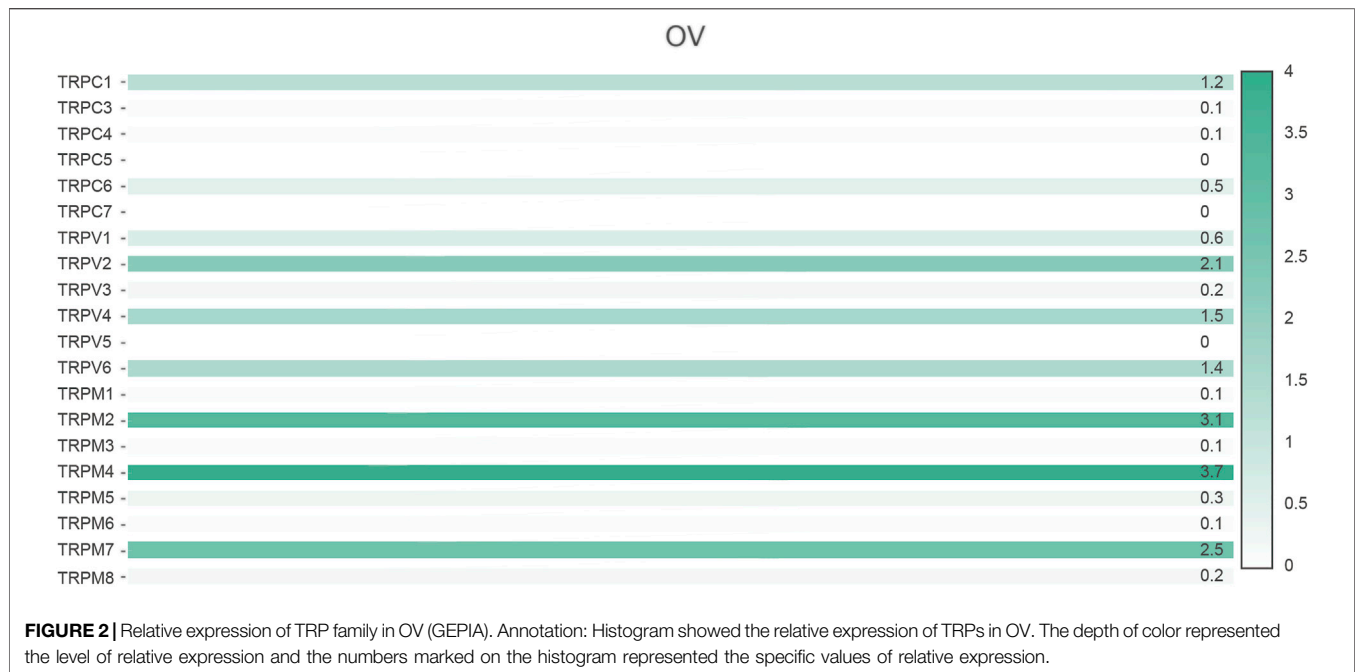 OV
TRPC1 - 1.2
TRPC3 - 0.1
TRPC4 - 0.1
TRPC5 - 0
TRPC6 - 0.5
TRPC7 - 0
TRPV1 - 0.6
TRPV2 - 2.1
TRPV3 - 0.2
TRPV4 - 1.5
TRPV5 - 0
TRPV6 - 1.4
TRPM1 - 0.1
TRPM2 - 3.1
TRPM3 - 0.1
TRPM4 - 3.7
TRPM5 - 0.3
TRPM6 - 0.1
TRPM7 - 2.5
TRPM8 - 0.2
4
3.5
3
2.5
2
1.5
1
0.5
0
FIGURE 2 | Relative expression of TRP family in OV (GEPIA). Annotation: Histogram showed the relative expression of TRPs in OV. The depth of color represented
the level of relative expression and the numbers marked on the histogram represented the specific values of relative expression.